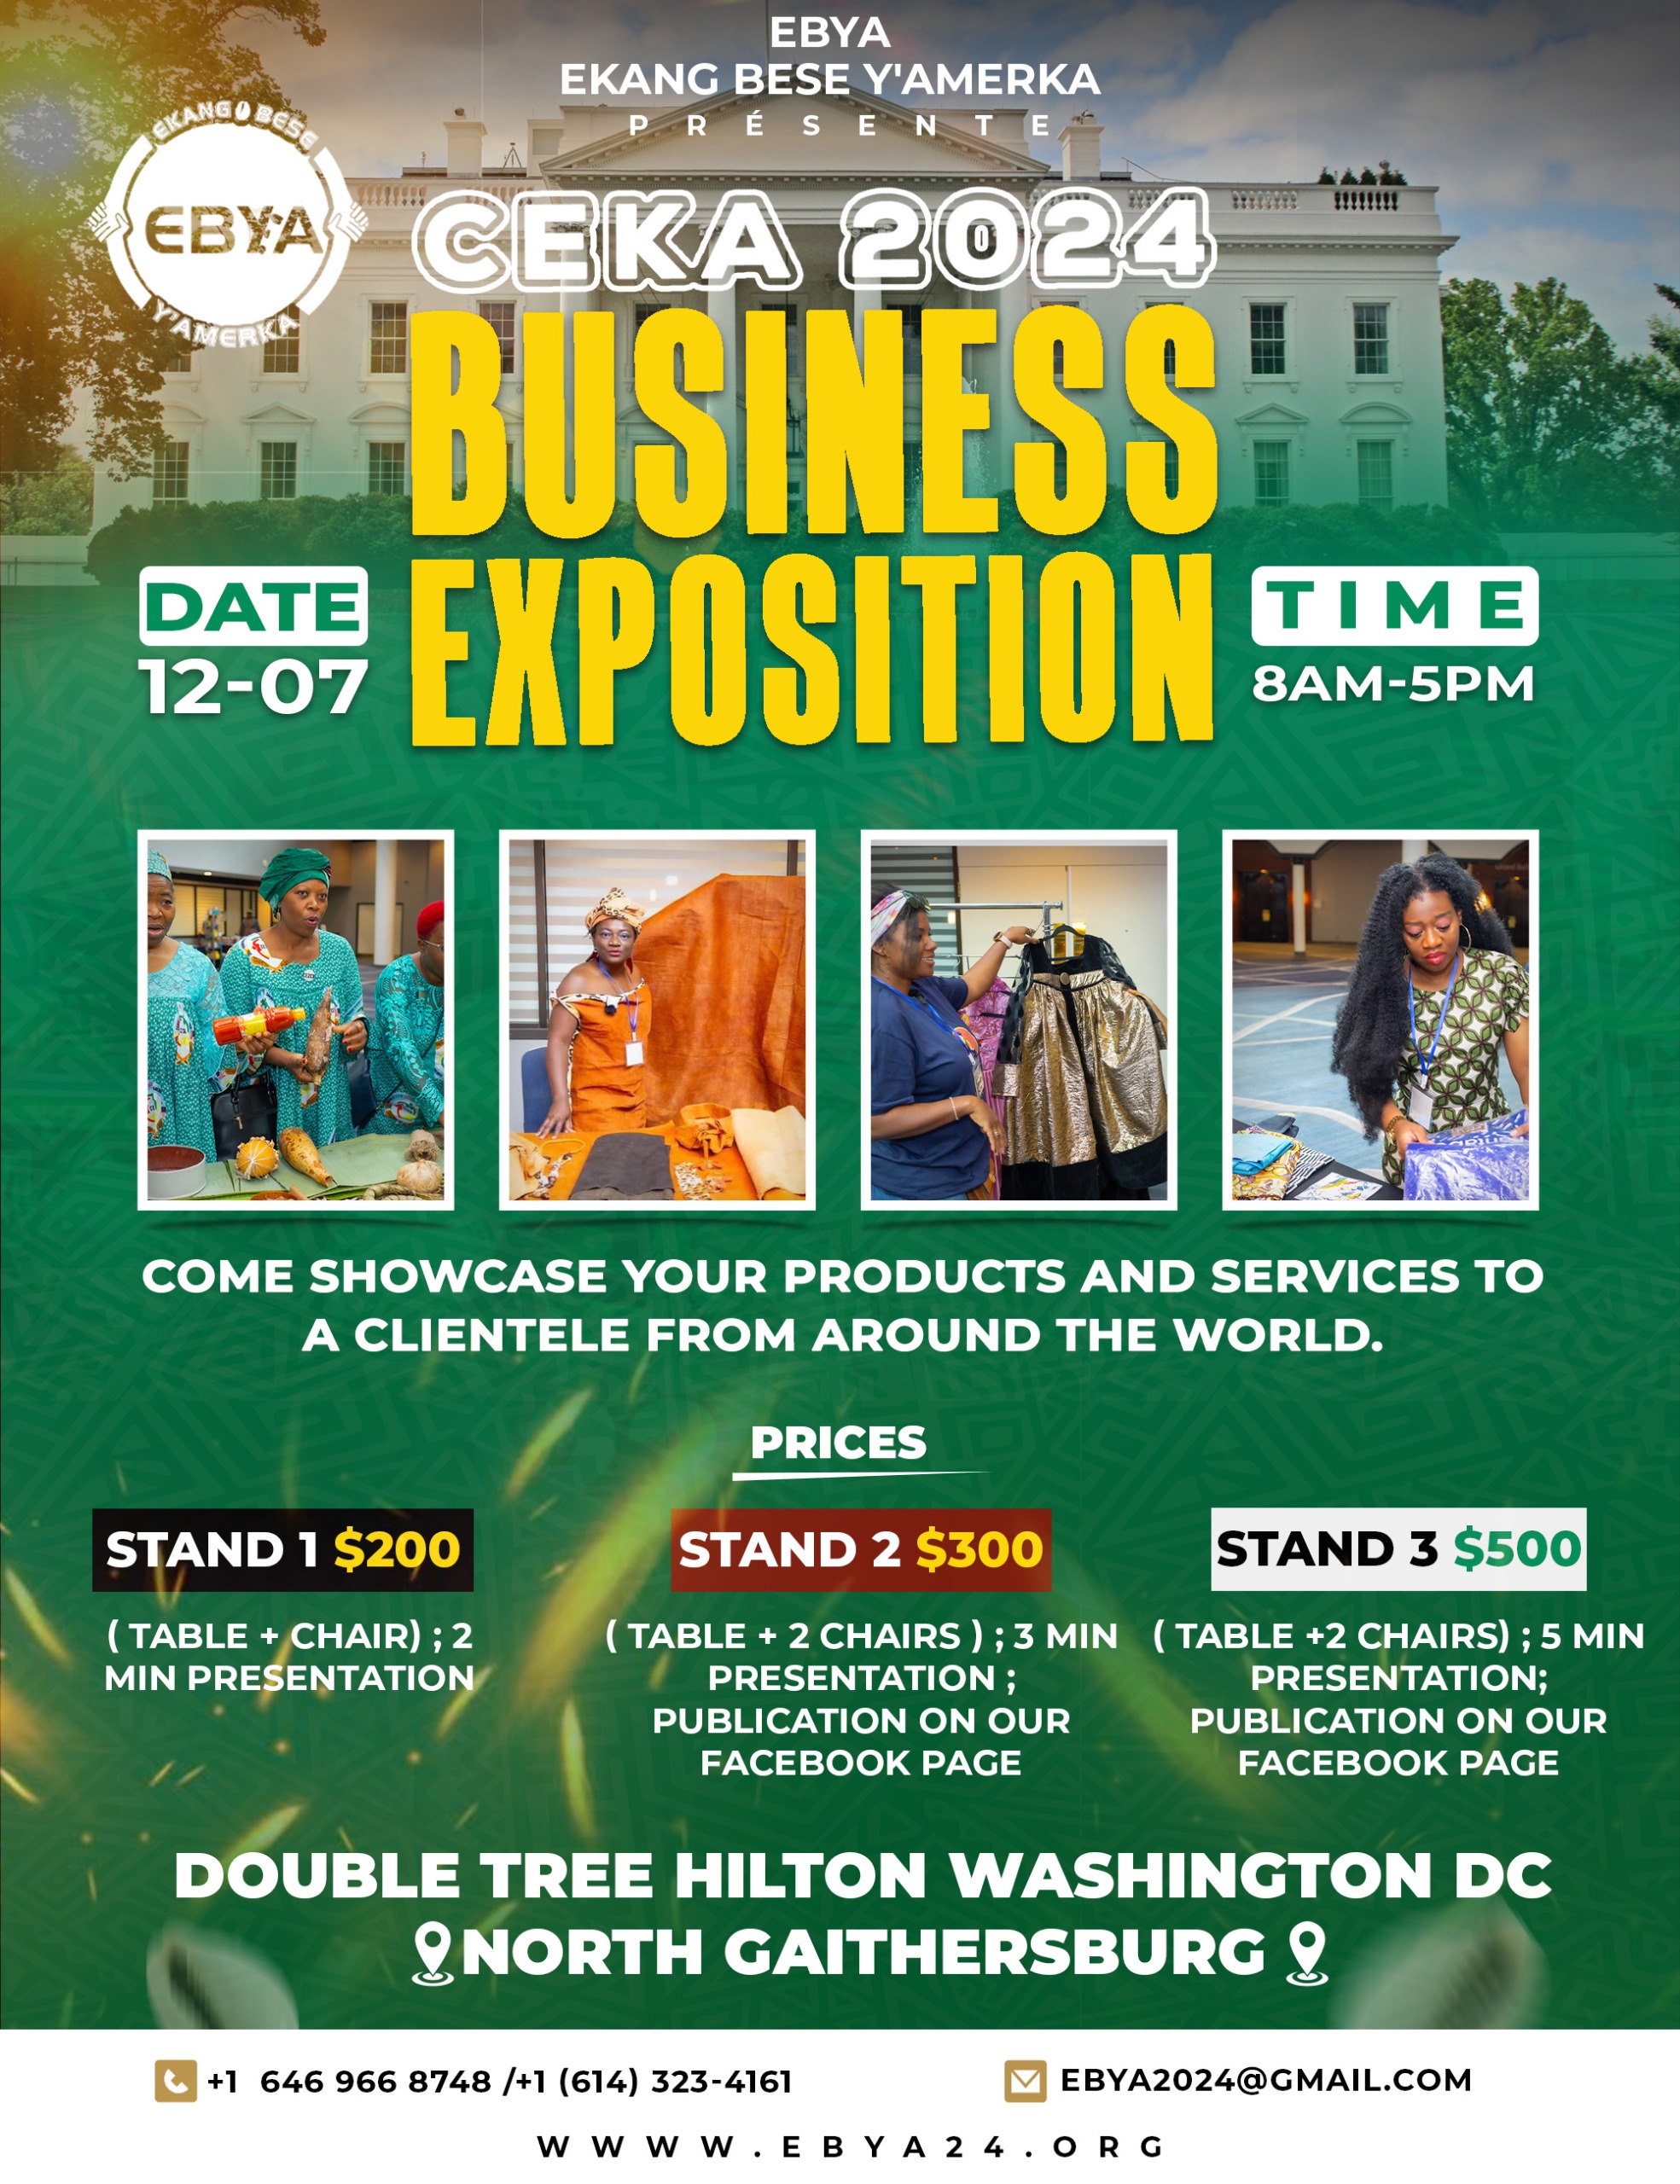 EBYA
EKANG BESE Y'AMERKA
PRÉSENTE
EKANG BESE
EBYA
Y'AMERKA
CEKA 2024
BUSINESS
EXPOSITION
DATE
12-07
TIME
8AM-5PM
COME SHOWCASE YOUR PRODUCTS AND SERVICES TO
A CLIENTELE FROM AROUND THE WORLD.
PRICES
STAND 1 $200
( TABLE + CHAIR) ; 2
MIN PRESENTATION
STAND 2 $300
( TABLE + 2 CHAIRS ) ; 3 MIN
PRESENTATION ;
PUBLICATION ON OUR
FACEBOOK PAGE
STAND 3 $500
( TABLE +2 CHAIRS) ; 5 MIN
PRESENTATION;
PUBLICATION ON OUR
FACEBOOK PAGE
DOUBLE TREE HILTON WASHINGTON DC
NORTH GAITHERSBURG
+1 646 966 8748 /+1 (614) 323-4161
EBYA2024@GMAIL.COM
WWWW.EBYA24.ORG